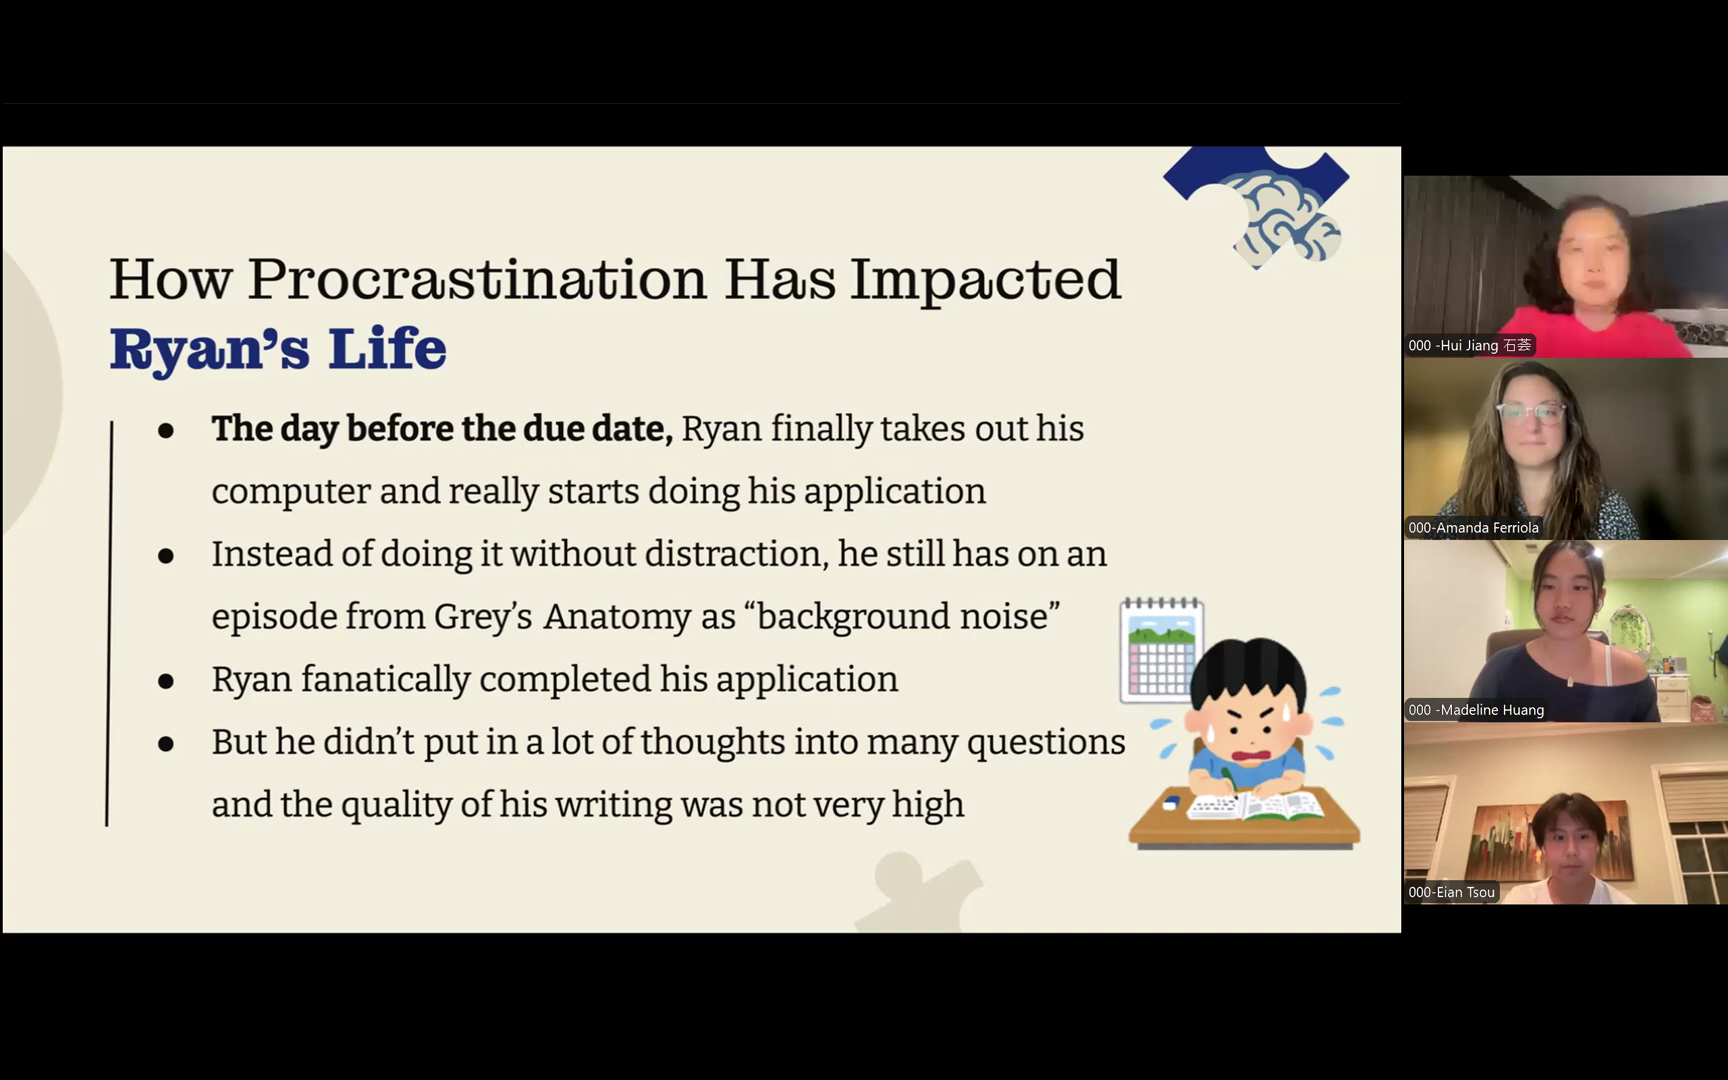 How Procrastination Has Impacted
Ryan’s Life
● The day before the due date, Ryan finally takes out his
computer and really starts doing his application
● Instead of doing it without distraction, he still has on an
episode from Grey’s Anatomy as “background noise”
● Ryan fanatically completed his application
● But he didn’t put in a lot of thoughts into many questions
and the quality of his writing was not very high
000 -Hui Jiang 石荟
000-Amanda Ferriola
000 -Madeline Huang
000-Eian Tsou